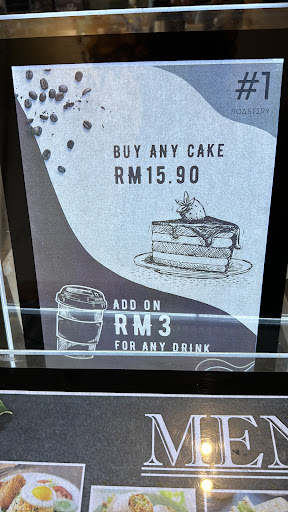 #1
ROASTERY
BUY ANY CAKE
RM15.90
ADD ON
RM3
FOR ANY DRINK
MEN